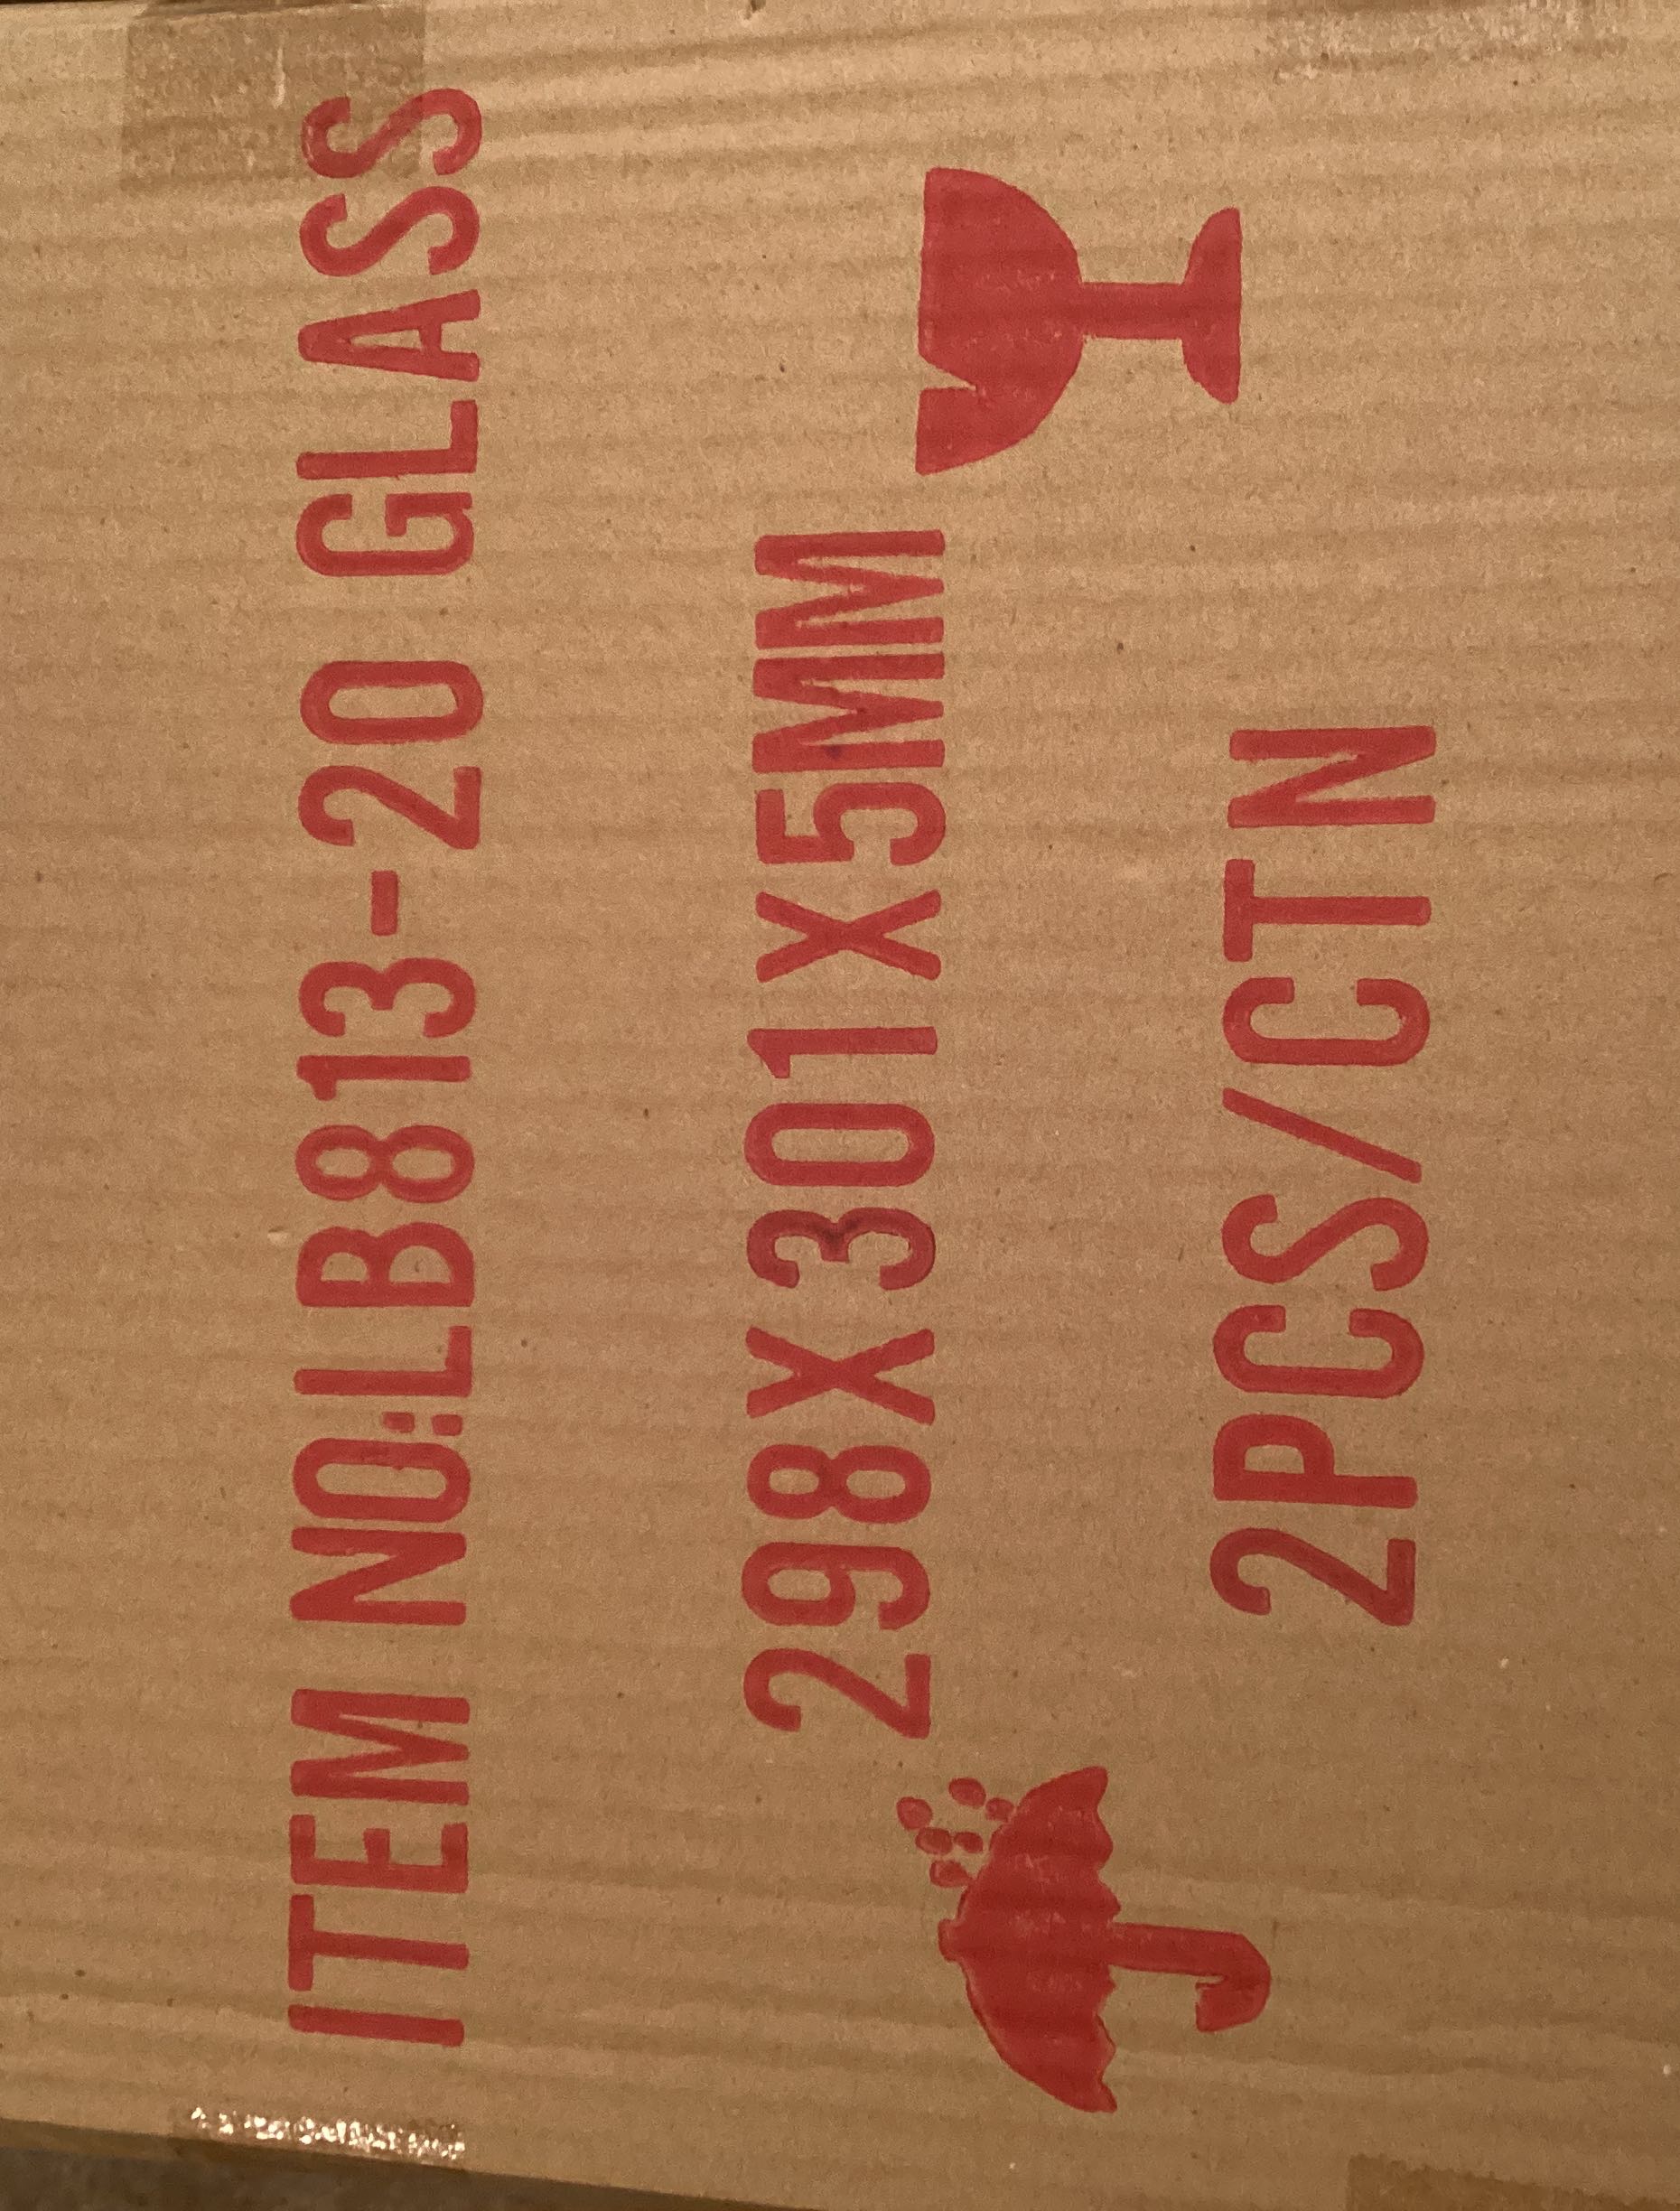 ITEM NO:LB813-20 GLASS
298X301X5MM
2PCS/CTN